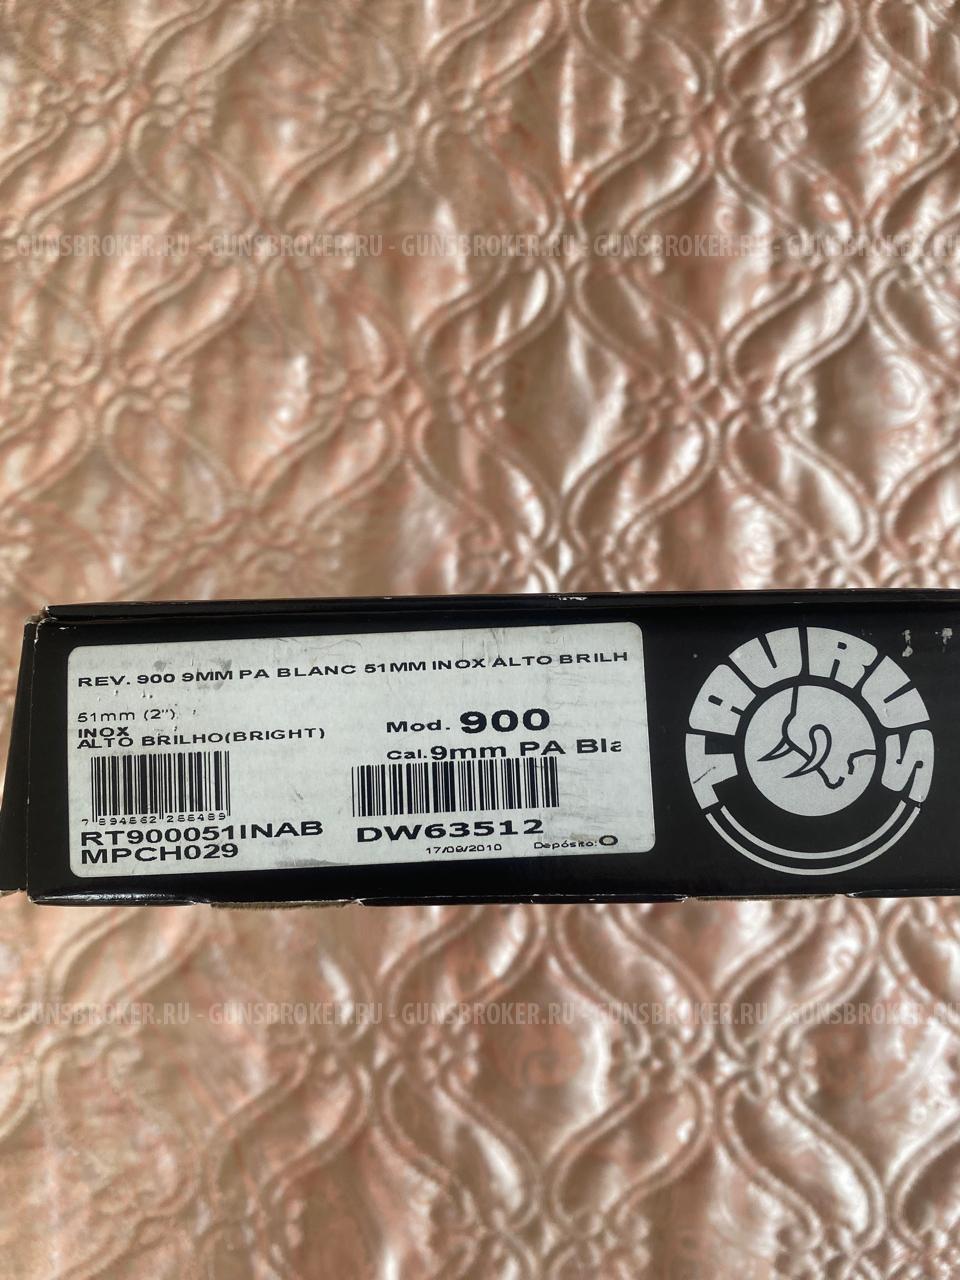 GUNSBROKER.RU - GUNSBROKER.RU - GUNSBROKER.RU - GUNSBROKER.RU - GUNSBROKER.RU
REV. 900 9MM PA BLANC 51MM INOX ALTO BRILH
51mm (2")
INOX
ALTO BRILHO(BRIGHT)
Mod. 900
Cal.9mm PA Bla
RT900051INAB
MPCH029
DW63512
17/09/2010 Depósito:O
TAURUS
GUNSBROKER.RU - GUNSBROKER.RU - GUNSBROKER.RU - GUNSBROKER.RU - GUNSBROKER.RU